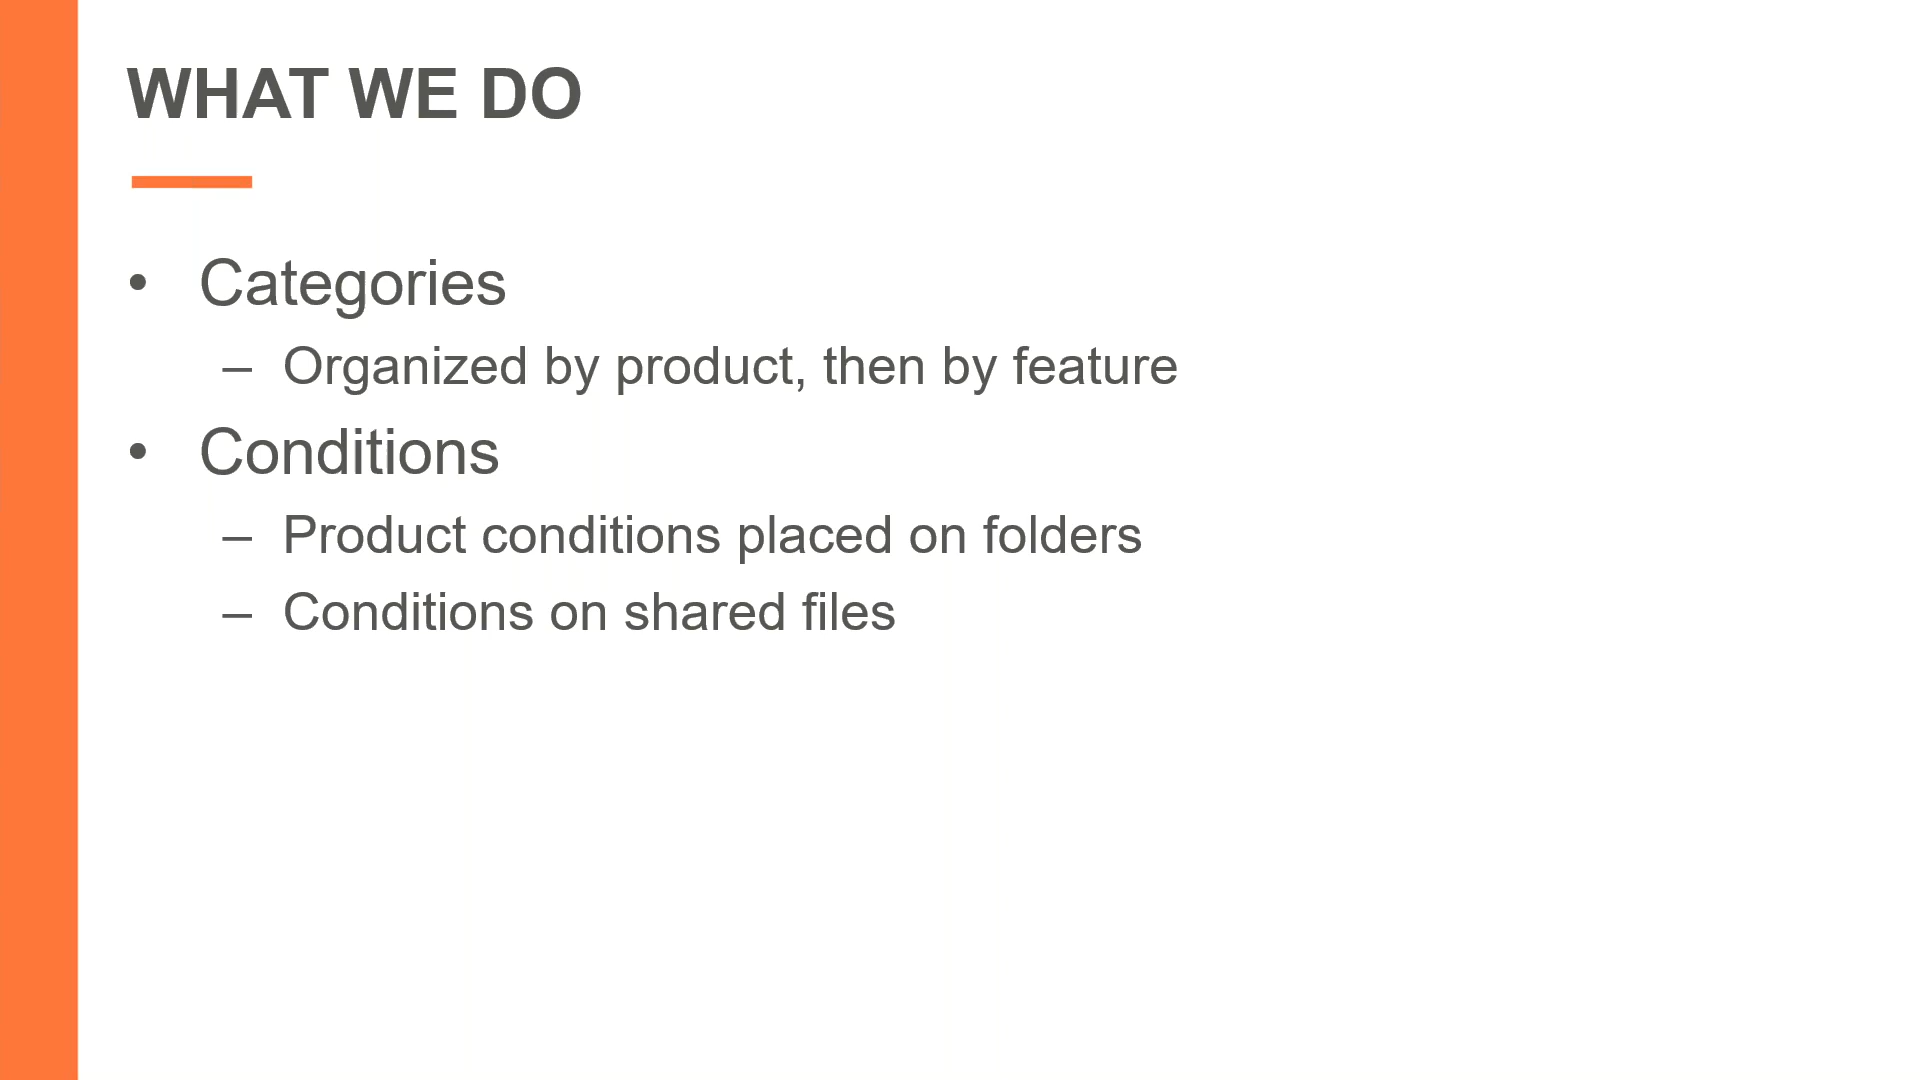 WHAT WE DO
• Categories
– Organized by product, then by feature
• Conditions
– Product conditions placed on folders
– Conditions on shared files